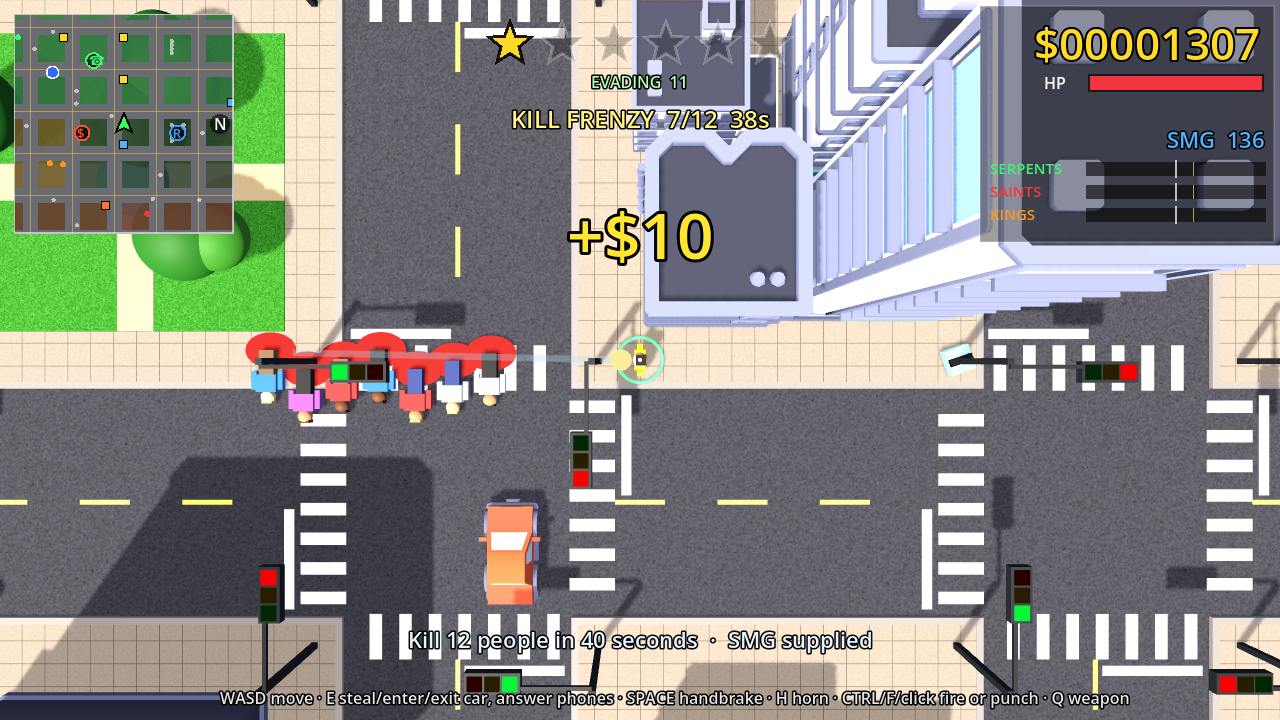 $00001307
EVADING 11
HP
KILL FRENZY 7/12 38s
N
S
R
SMG 136
SERPENTS
SAINTS
KINGS
+$10
Kill 12 people in 40 seconds · SMG supplied
WASD move · E steal/enter/exit car, answer phones · SPACE handbrake · H horn · CTRL/F/click fire or punch · Q weapon